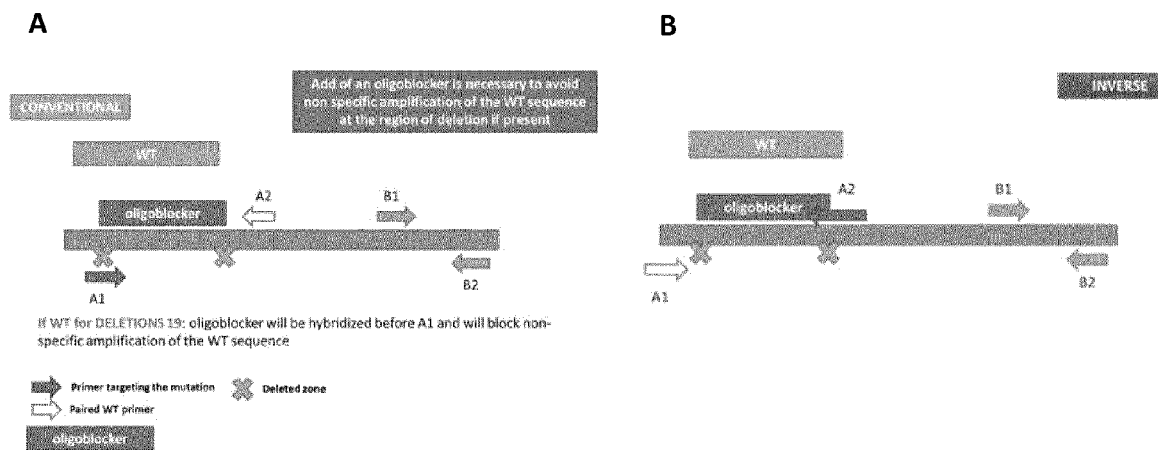 A
B
Add of an oligoblocker is necessary to avoid
non specific amplification of the WT sequence
at the region of deletion if present
CONVENTIONAL
INVERSE
WT
WT
oligoblocker
A2
B1
oligoblocker
A2
B1
A1
B2
A1
B2
If WT for DELETIONS 19: oligoblocker will be hybridized before A1 and will block non-
specific amplification of the WT sequence
Primer targeting the mutation
Deleted zone
Paired WT primer
oligoblocker